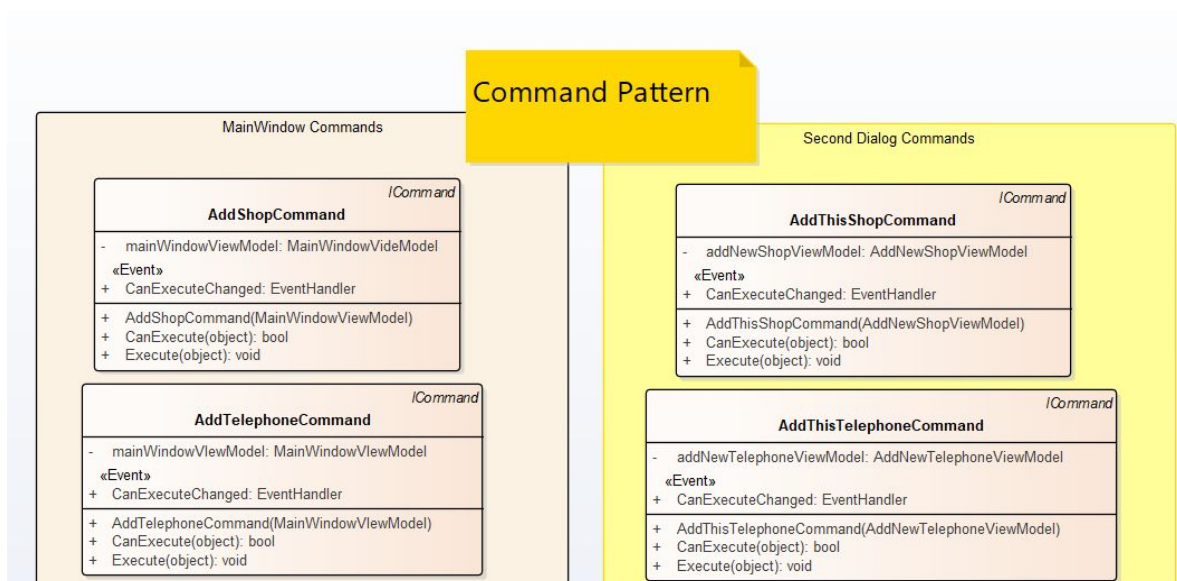 Command Pattern
MainWindow Commands
ICommand
AddShopCommand
- mainWindowViewModel: MainWindowVideModel
«Event»
+ CanExecuteChanged: EventHandler
+ AddShopCommand(MainWindowViewModel)
+ CanExecute(object): bool
+ Execute(object): void
ICommand
AddTelephoneCommand
- mainWindowVIewModel: MainWindowVIewModel
«Event»
+ CanExecuteChanged: EventHandler
+ AddTelephoneCommand(MainWindowVIewModel)
+ CanExecute(object): bool
+ Execute(object): void
Second Dialog Commands
ICommand
AddThisShopCommand
- addNewShopViewModel: AddNewShopViewModel
«Event»
+ CanExecuteChanged: EventHandler
+ AddThisShopCommand(AddNewShopViewModel)
+ CanExecute(object): bool
+ Execute(object): void
ICommand
AddThisTelephoneCommand
- addNewTelephoneViewModel: AddNewTelephoneViewModel
«Event»
+ CanExecuteChanged: EventHandler
+ AddThisTelephoneCommand(AddNewTelephoneViewModel)
+ CanExecute(object): bool
+ Execute(object): void